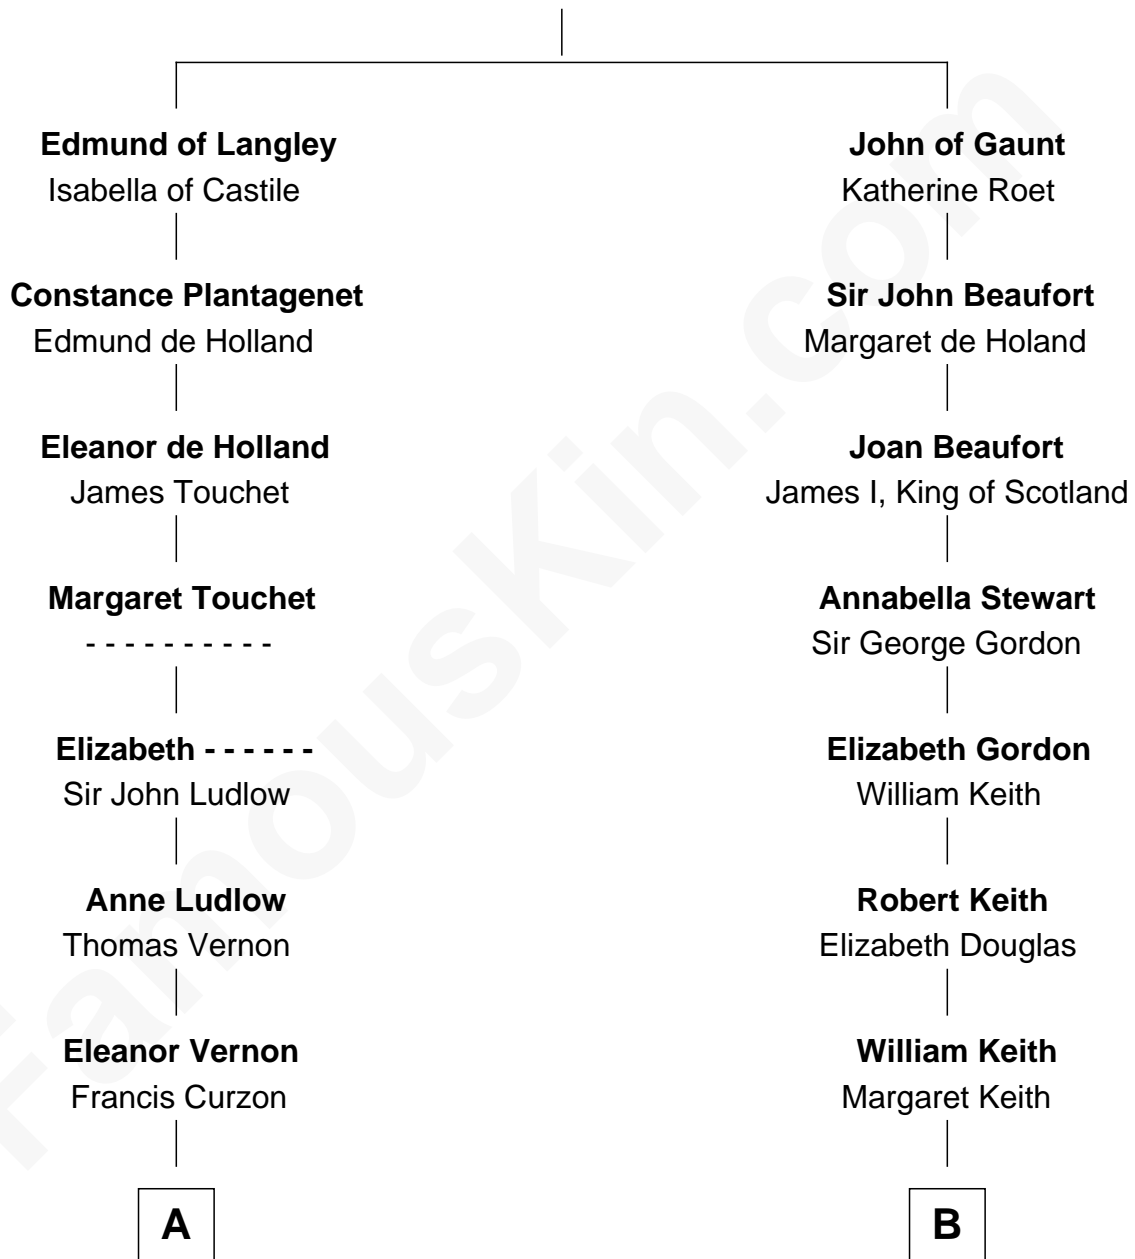 Edmund of Langley
Isabella of Castile
Constance Plantagenet
Edmund de Holland
Eleanor de Holland
James Touchet
Margaret Touchet
- - - - - - - - - -
Elizabeth - - - - - -
Sir John Ludlow
Anne Ludlow
Thomas Vernon
Eleanor Vernon
Francis Curzon
A
John of Gaunt
Katherine Roet
Sir John Beaufort
Margaret de Holand
Joan Beaufort
James I, King of Scotland
Annabella Stewart
Sir George Gordon
Elizabeth Gordon
William Keith
Robert Keith
Elizabeth Douglas
William Keith
Margaret Keith
B
FamousKin.com